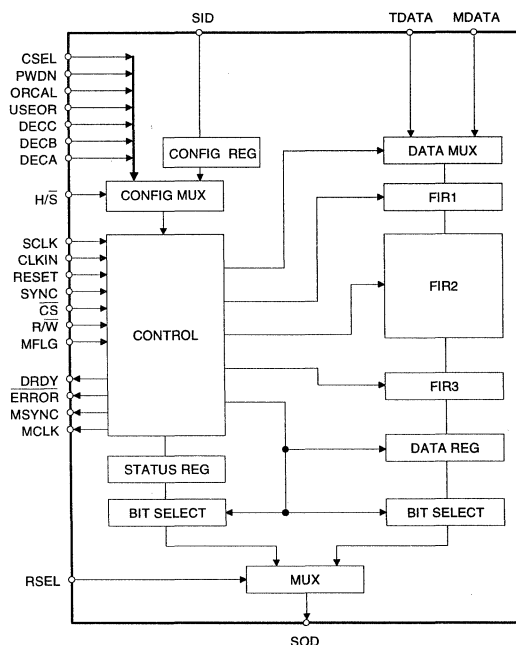 SID
TDATA MDATA
CSEL
PWDN
ORCAL
USEOR
DECC
DECB
DECA
H/S̅
CONFIG REG
CONFIG MUX
DATA MUX
FIR1
SCLK
CLKIN
RESET
SYNC
C̅S̅
R/W̅
MFLG
CONTROL
FIR2
DRDY
E̅R̅R̅O̅R̅
MSYNC
MCLK
FIR3
STATUS REG
DATA REG
BIT SELECT
BIT SELECT
RSEL
MUX
SOD